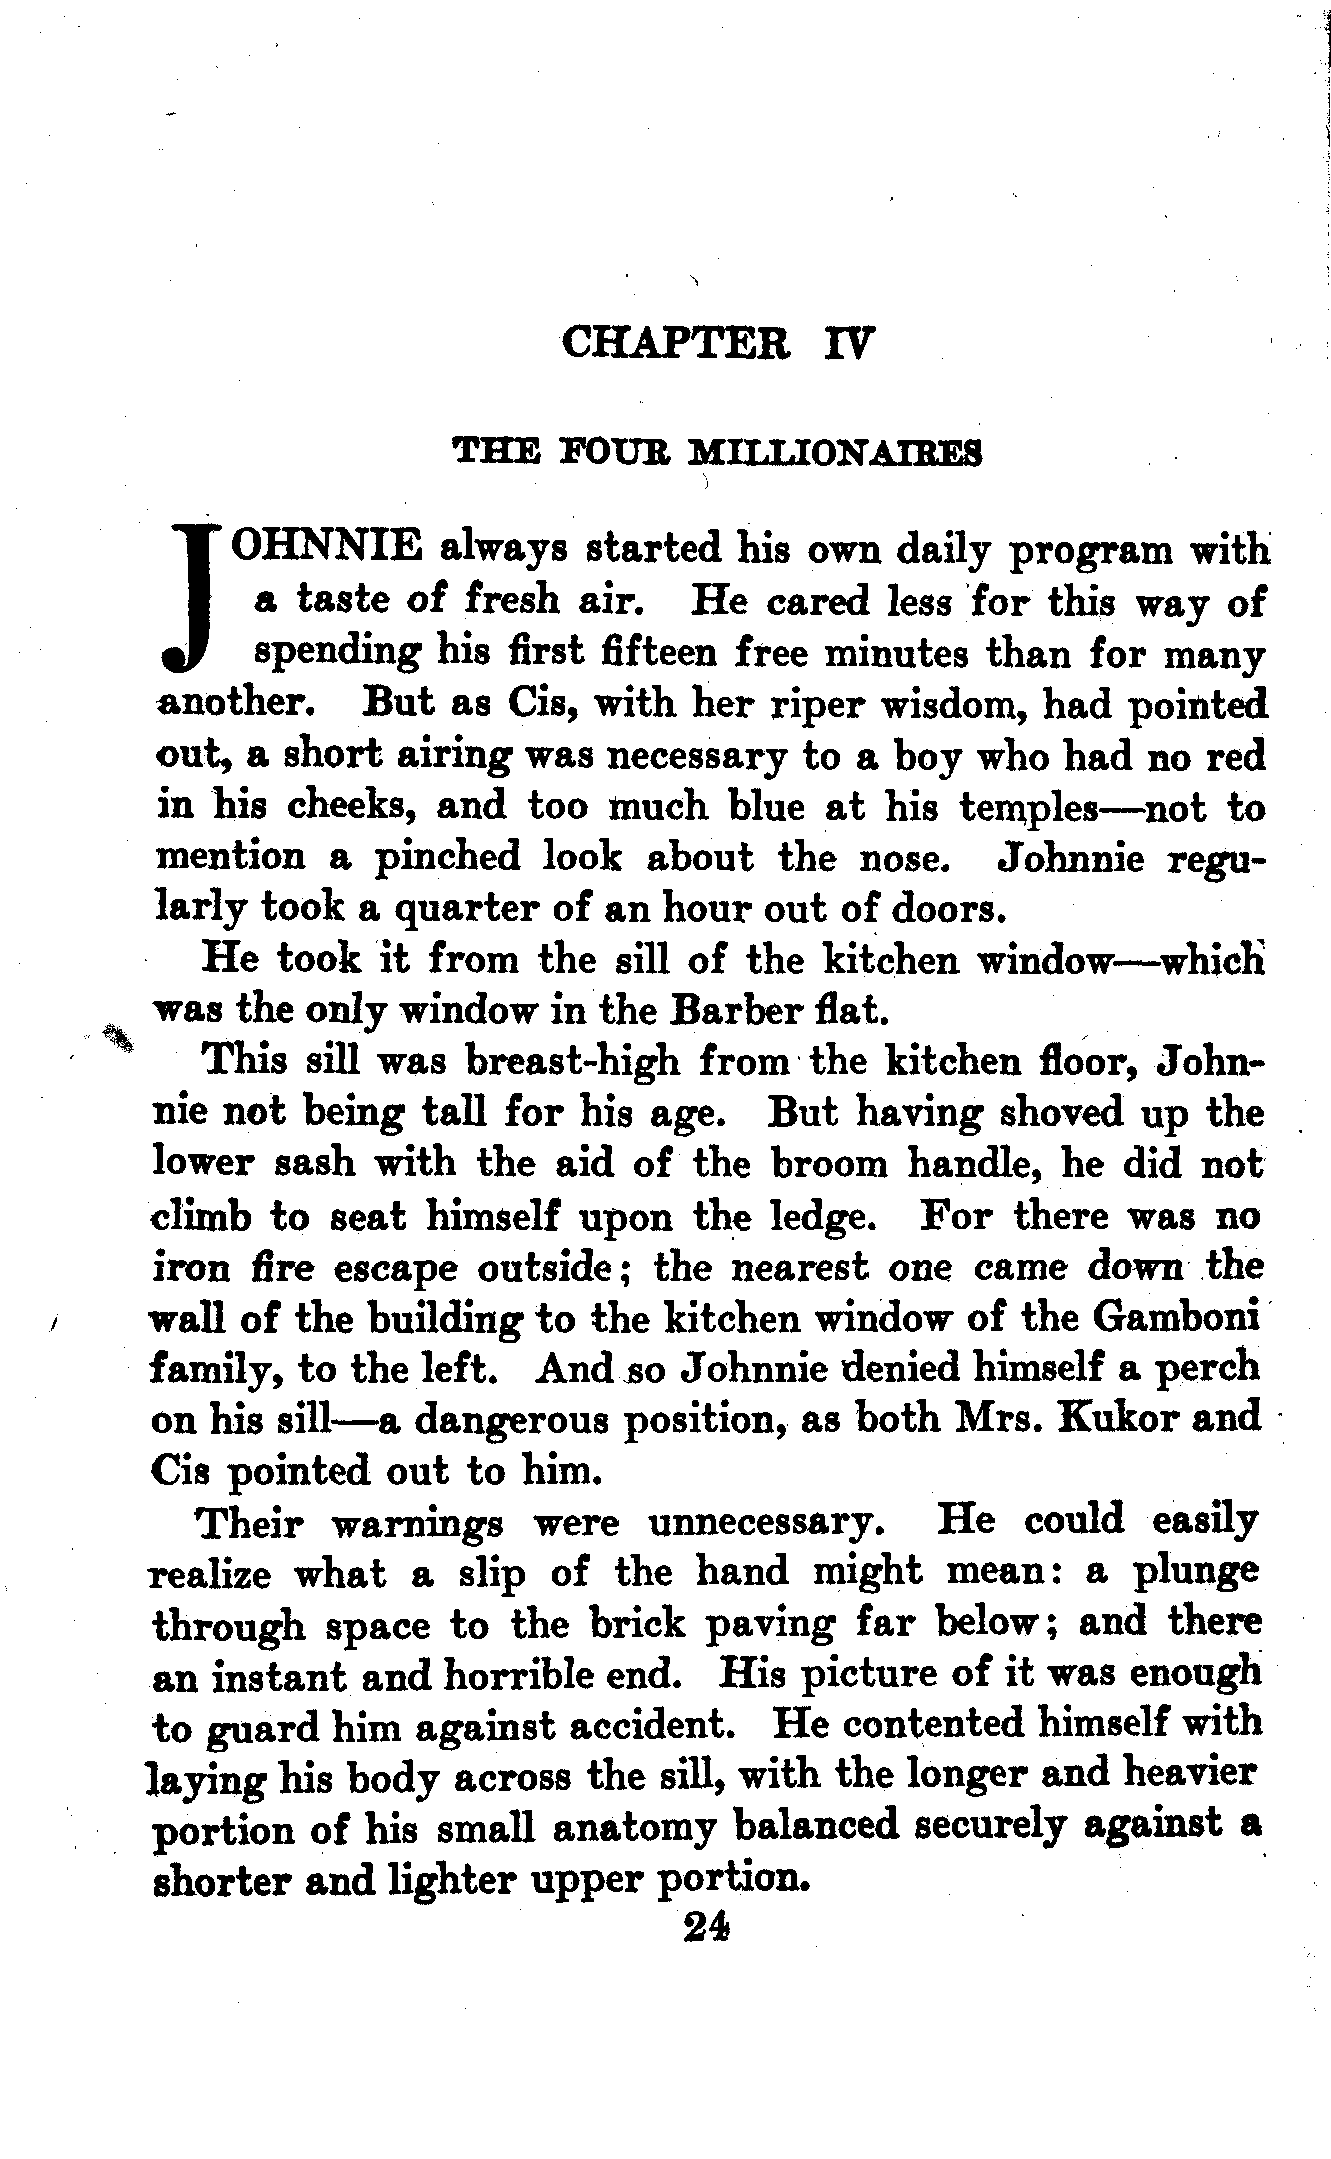 CHAPTER IV
THE FOUR MILLIONAIRES
JOHNNIE always started his own daily program with
a taste of fresh air. He cared less for this way of
spending his first fifteen free minutes than for many
another. But as Cis, with her riper wisdom, had pointed
out, a short airing was necessary to a boy who had no red
in his cheeks, and too much blue at his temples—not to
mention a pinched look about the nose. Johnnie regu-
larly took a quarter of an hour out of doors.
He took it from the sill of the kitchen window—which
was the only window in the Barber flat.
This sill was breast-high from the kitchen floor, John-
nie not being tall for his age. But having shoved up the
lower sash with the aid of the broom handle, he did not
climb to seat himself upon the ledge. For there was no
iron fire escape outside; the nearest one came down the
wall of the building to the kitchen window of the Gamboni
family, to the left. And so Johnnie denied himself a perch
on his sill—a dangerous position, as both Mrs. Kukor and
Cis pointed out to him.
Their warnings were unnecessary. He could easily
realize what a slip of the hand might mean: a plunge
through space to the brick paving far below; and there
an instant and horrible end. His picture of it was enough
to guard him against accident. He contented himself with
laying his body across the sill, with the longer and heavier
portion of his small anatomy balanced securely against a
shorter and lighter upper portion.
24